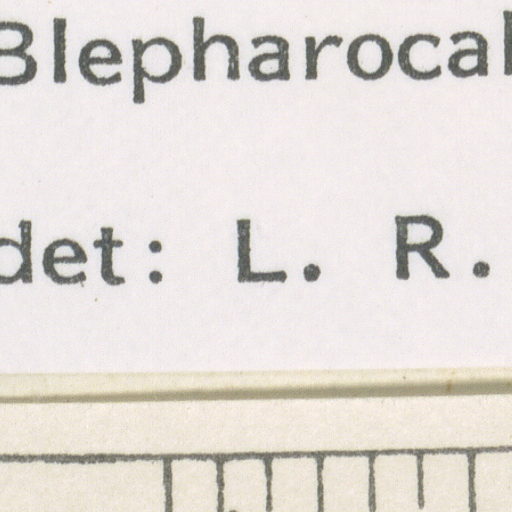 Blepharocal
det: L. R.